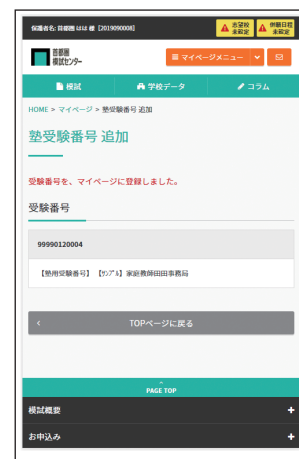 保護者名: 首都圏 はは 様 [2019090008]
志望校
未設定
併願日程
未設定
首都圏
模試センター
マイページメニュー
模試
学校データ
コラム
HOME > マイページ > 塾受験番号 追加
塾受験番号 追加
受験番号を、マイページに登録しました。
受験番号
99990120004
【塾用受験番号】【ｻﾝﾌﾟﾙ】家庭教師田田事務局
TOPページに戻る
PAGE TOP
模試概要
お申込み